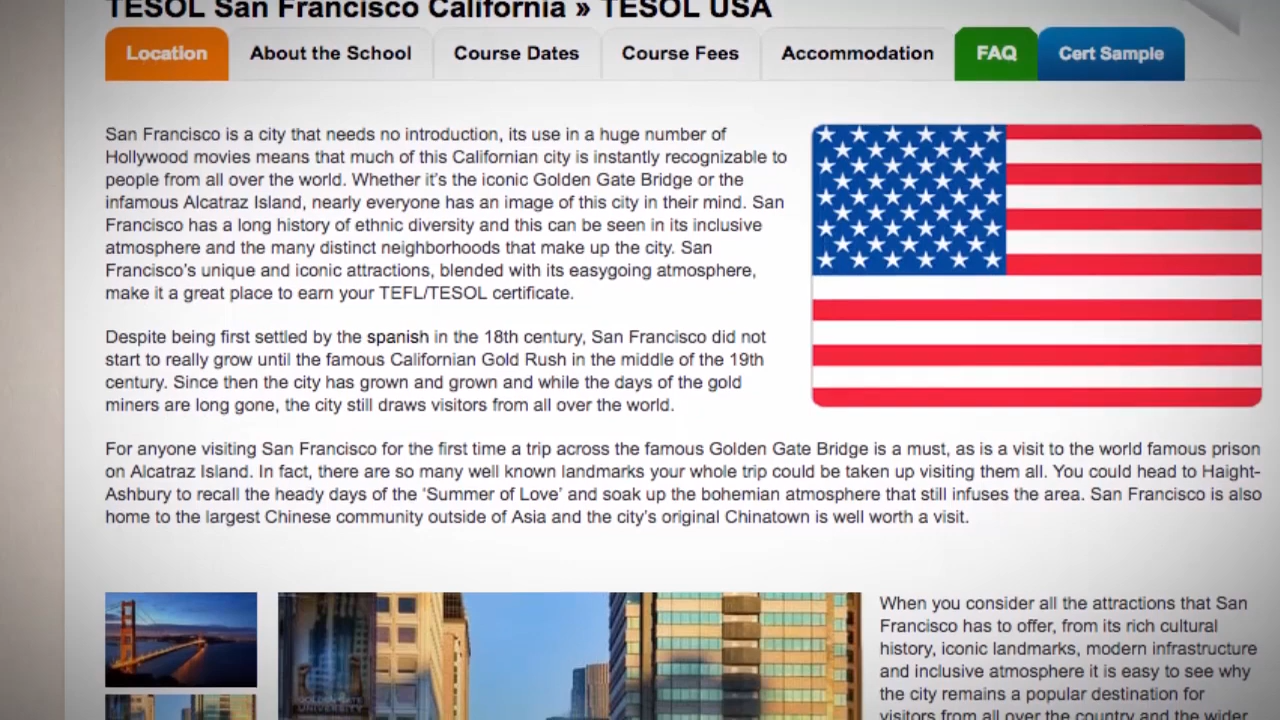 TESOL San Francisco California » TESOL USA
Location About the School Course Dates Course Fees Accommodation FAQ Cert Sample
San Francisco is a city that needs no introduction, its use in a huge number of
Hollywood movies means that much of this Californian city is instantly recognizable to
people from all over the world. Whether it's the iconic Golden Gate Bridge or the
infamous Alcatraz Island, nearly everyone has an image of this city in their mind. San
Francisco has a long history of ethnic diversity and this can be seen in its inclusive
atmosphere and the many distinct neighborhoods that make up the city. San
Francisco's unique and iconic attractions, blended with its easygoing atmosphere,
make it a great place to earn your TEFL/TESOL certificate.
Despite being first settled by the spanish in the 18th century, San Francisco did not
start to really grow until the famous Californian Gold Rush in the middle of the 19th
century. Since then the city has grown and grown and while the days of the gold
miners are long gone, the city still draws visitors from all over the world.
For anyone visiting San Francisco for the first time a trip across the famous Golden Gate Bridge is a must, as is a visit to the world famous prison
on Alcatraz Island. In fact, there are so many well known landmarks your whole trip could be taken up visiting them all. You could head to Haight-
Ashbury to recall the heady days of the 'Summer of Love' and soak up the bohemian atmosphere that still infuses the area. San Francisco is also
home to the largest Chinese community outside of Asia and the city's original Chinatown is well worth a visit.
GOLDEN GATE
UNIVERSITY
When you consider all the attractions that San
Francisco has to offer, from its rich cultural
history, iconic landmarks, modern infrastructure
and inclusive atmosphere it is easy to see why
the city remains a popular destination for
visitors from all over the country and the wider